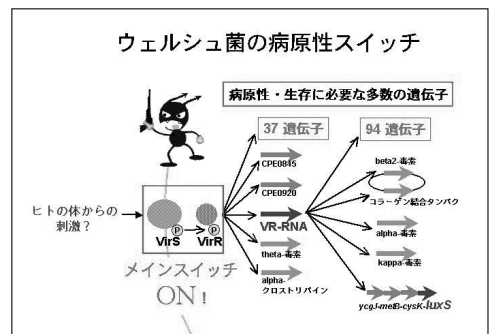 ウェルシュ菌の病原性スイッチ
病原性・生存に必要な多数の遺伝子
37 遺伝子
94 遺伝子
CPE0845
CPE0920
VR-RNA
theta-毒素
alpha-
クロストリパイン
beta2-毒素
コラーゲン結合タンパク
alpha-毒素
kappa-毒素
ycgJ-metB-cysK-luxS
ヒトの体からの
刺激？
P
P
VirS
VirR
メインスイッチ
ON！